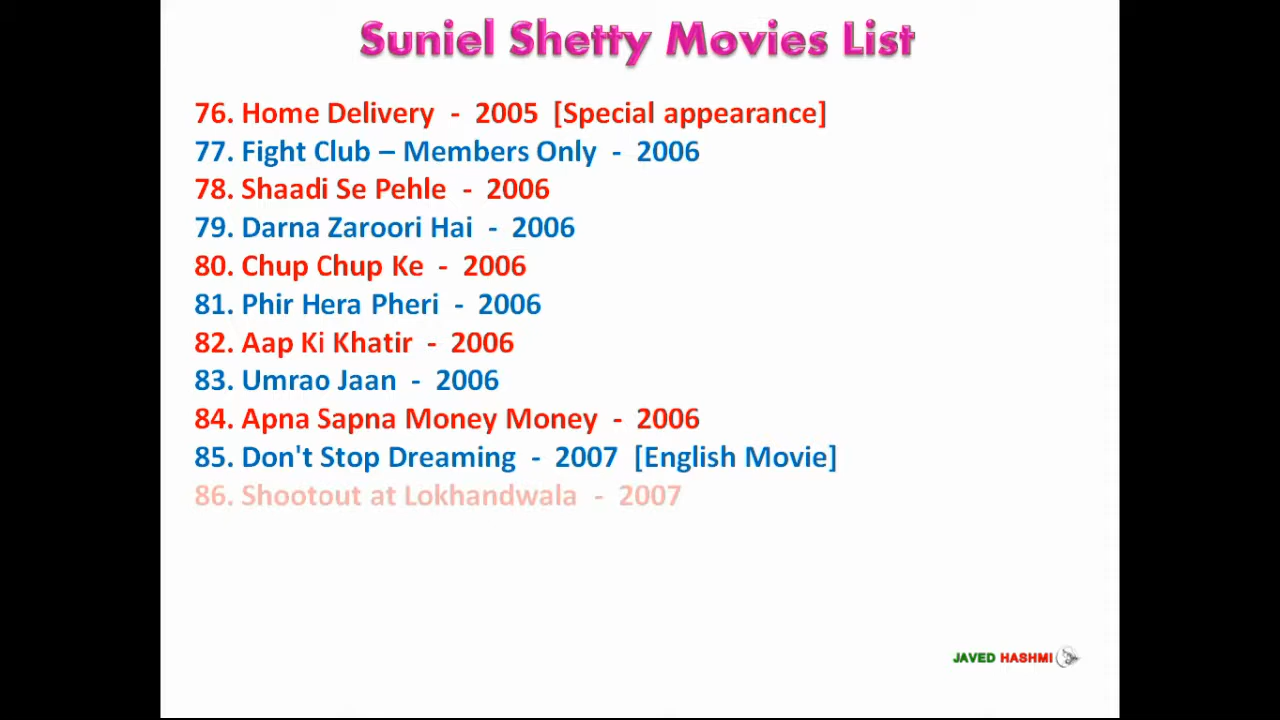 Suniel Shetty Movies List
76. Home Delivery - 2005 [Special appearance]
77. Fight Club – Members Only - 2006
78. Shaadi Se Pehle - 2006
79. Darna Zaroori Hai - 2006
80. Chup Chup Ke - 2006
81. Phir Hera Pheri - 2006
82. Aap Ki Khatir - 2006
83. Umrao Jaan - 2006
84. Apna Sapna Money Money - 2006
85. Don't Stop Dreaming - 2007 [English Movie]
86. Shootout at Lokhandwala - 2007
JAVED HASHMI